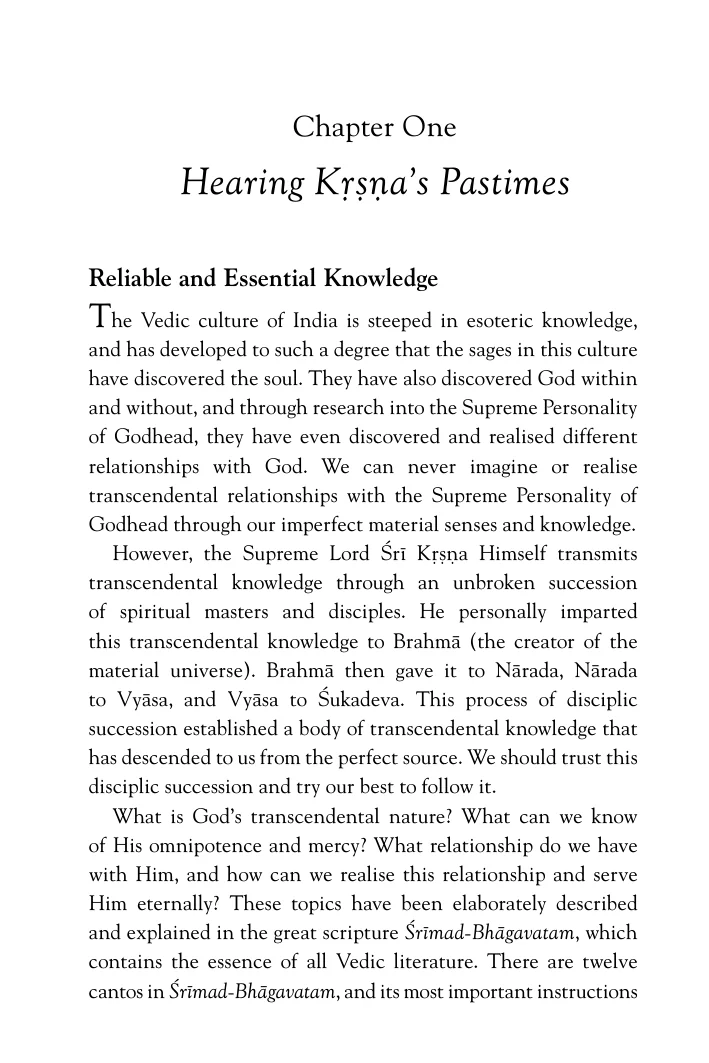 Chapter One
Hearing Kṛṣṇa's Pastimes
Reliable and Essential Knowledge
The Vedic culture of India is steeped in esoteric knowledge,
and has developed to such a degree that the sages in this culture
have discovered the soul. They have also discovered God within
and without, and through research into the Supreme Personality
of Godhead, they have even discovered and realised different
relationships with God. We can never imagine or realise
transcendental relationships with the Supreme Personality of
Godhead through our imperfect material senses and knowledge.
However, the Supreme Lord Śrī Kṛṣṇa Himself transmits
transcendental knowledge through an unbroken succession
of spiritual masters and disciples. He personally imparted
this transcendental knowledge to Brahmā (the creator of the
material universe). Brahmā then gave it to Nārada, Nārada
to Vyāsa, and Vyāsa to Śukadeva. This process of disciplic
succession established a body of transcendental knowledge that
has descended to us from the perfect source. We should trust this
disciplic succession and try our best to follow it.
What is God's transcendental nature? What can we know
of His omnipotence and mercy? What relationship do we have
with Him, and how can we realise this relationship and serve
Him eternally? These topics have been elaborately described
and explained in the great scripture Śrīmad-Bhāgavatam, which
contains the essence of all Vedic literature. There are twelve
cantos in Śrīmad-Bhāgavatam, and its most important instructions